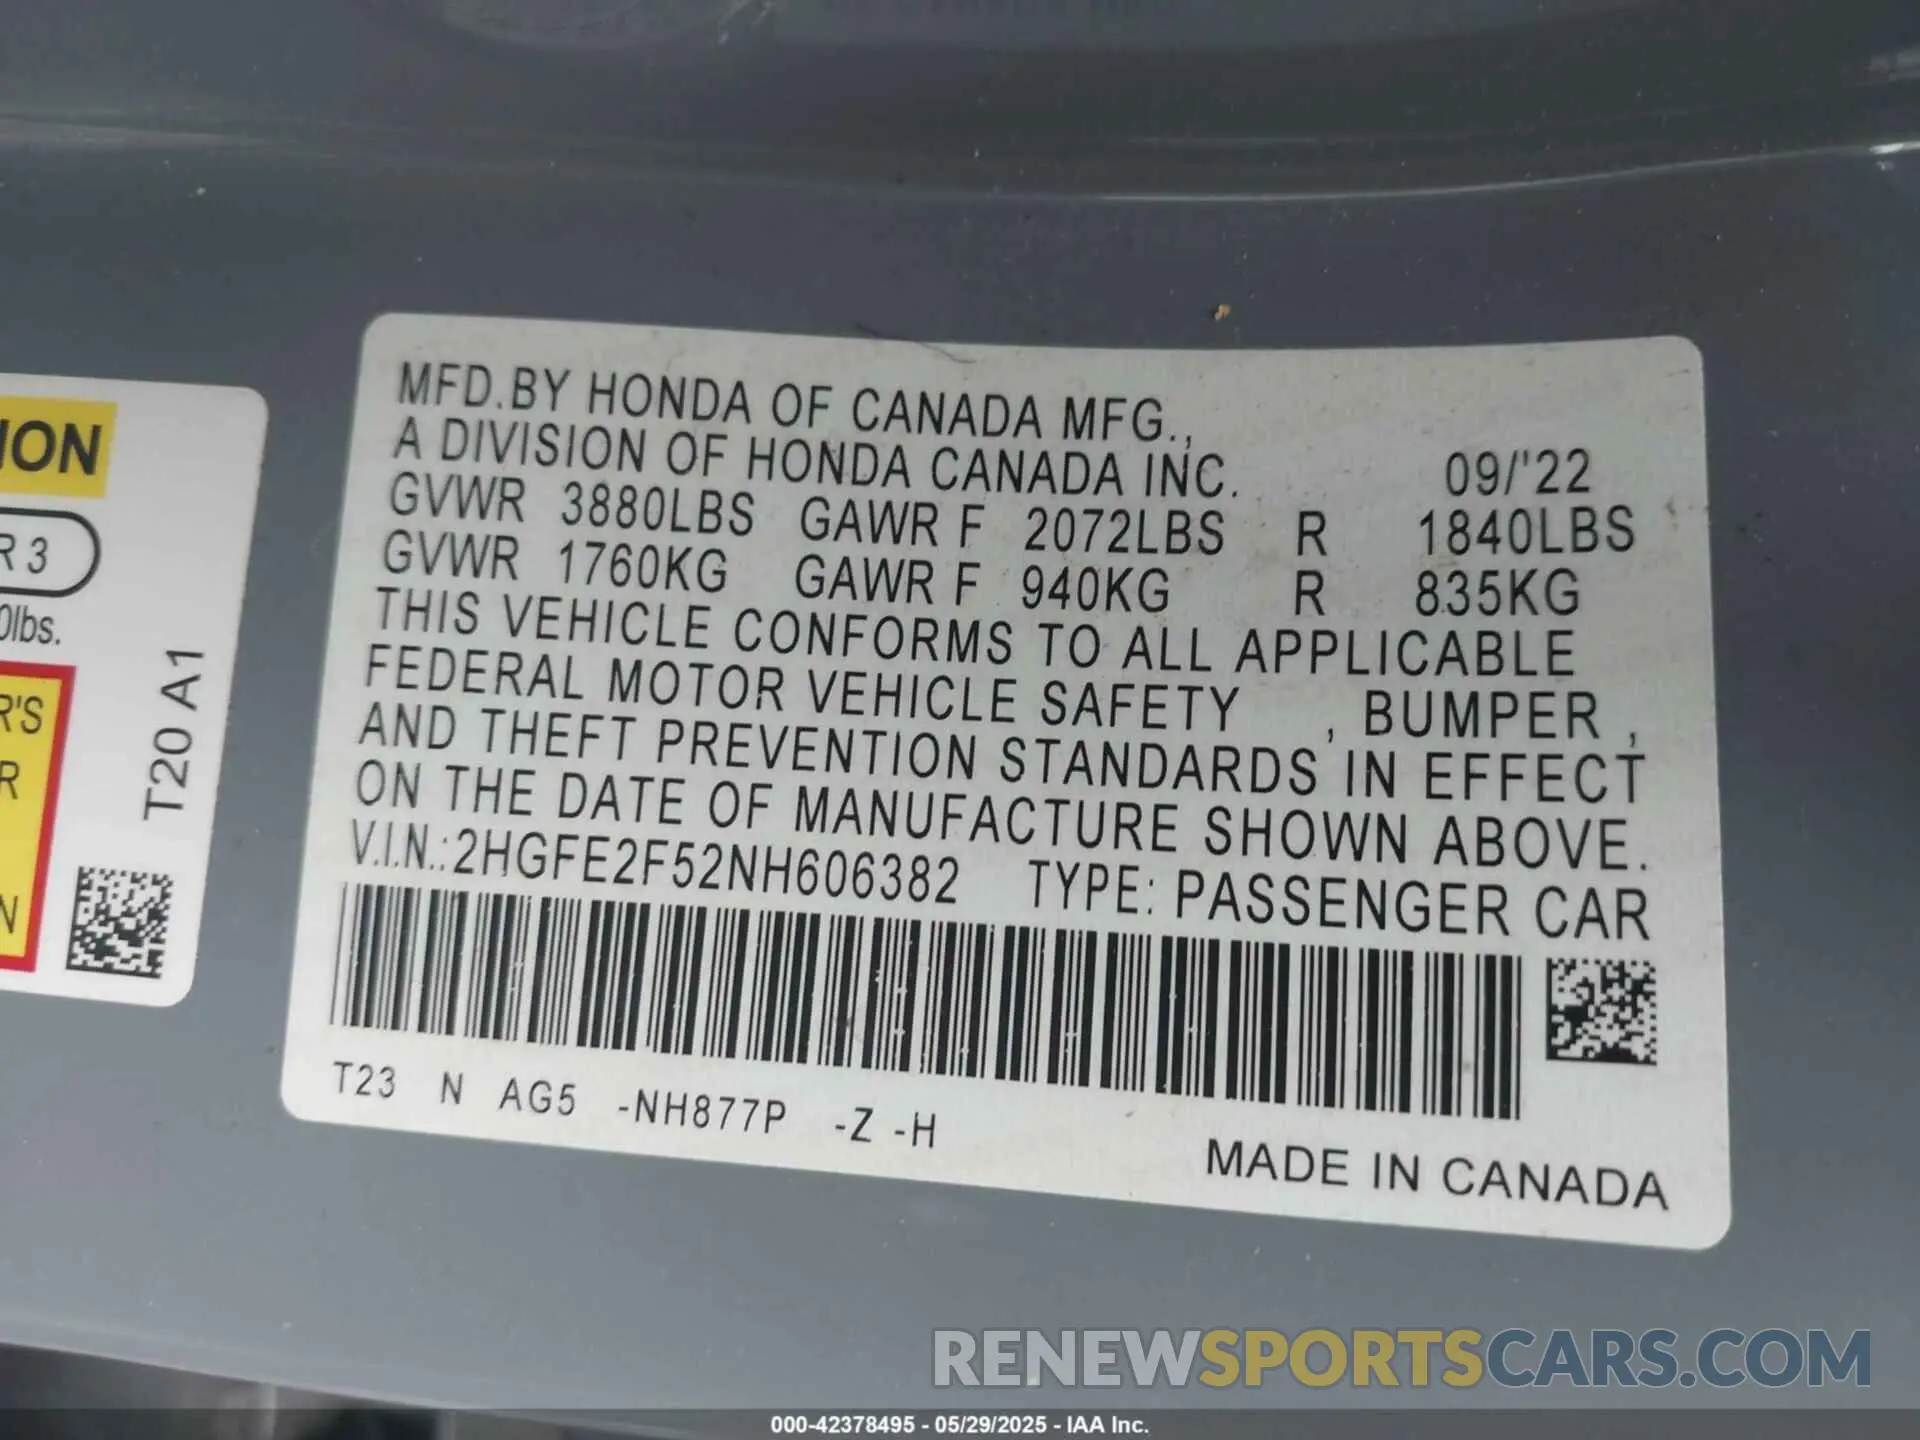 MFD.BY HONDA OF CANADA MFG.,
A DIVISION OF HONDA CANADA INC. 09/'22
GVWR 3880LBS GAWR F 2072LBS R 1840LBS
GVWR 1760KG GAWR F 940KG R 835KG
THIS VEHICLE CONFORMS TO ALL APPLICABLE
FEDERAL MOTOR VEHICLE SAFETY , BUMPER ,
AND THEFT PREVENTION STANDARDS IN EFFECT
ON THE DATE OF MANUFACTURE SHOWN ABOVE.
V.I.N.:2HGFE2F52NH606382 TYPE: PASSENGER CAR
T23 N AG5 -NH877P -Z -H
MADE IN CANADA
ION
R 3
0lbs.
R'S
R
N
T20 A1
RENEWSPORTSCARS.COM
000-42378495 - 05/29/2025 - IAA Inc.